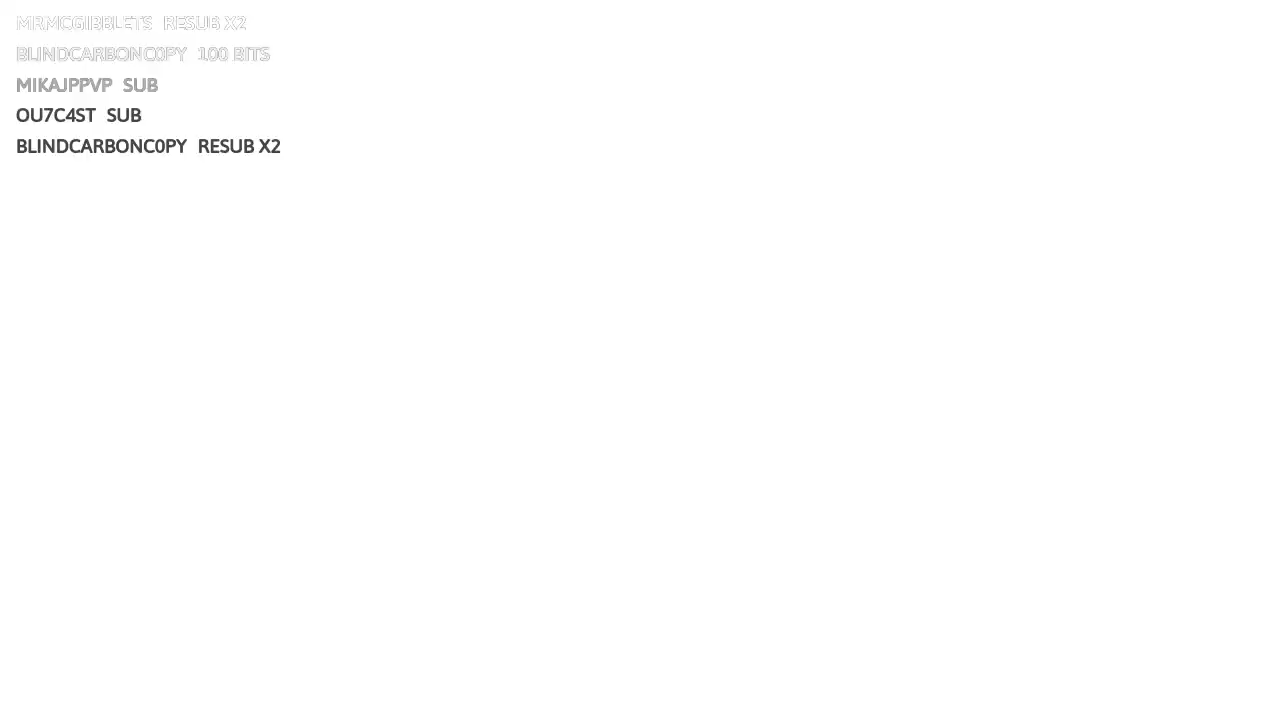 MRMCGIBBLETS RESUB X2
BLINDCARBONC0PY 100 BITS
MIKAJPPVP SUB
OU7C4ST SUB
BLINDCARBONC0PY RESUB X2